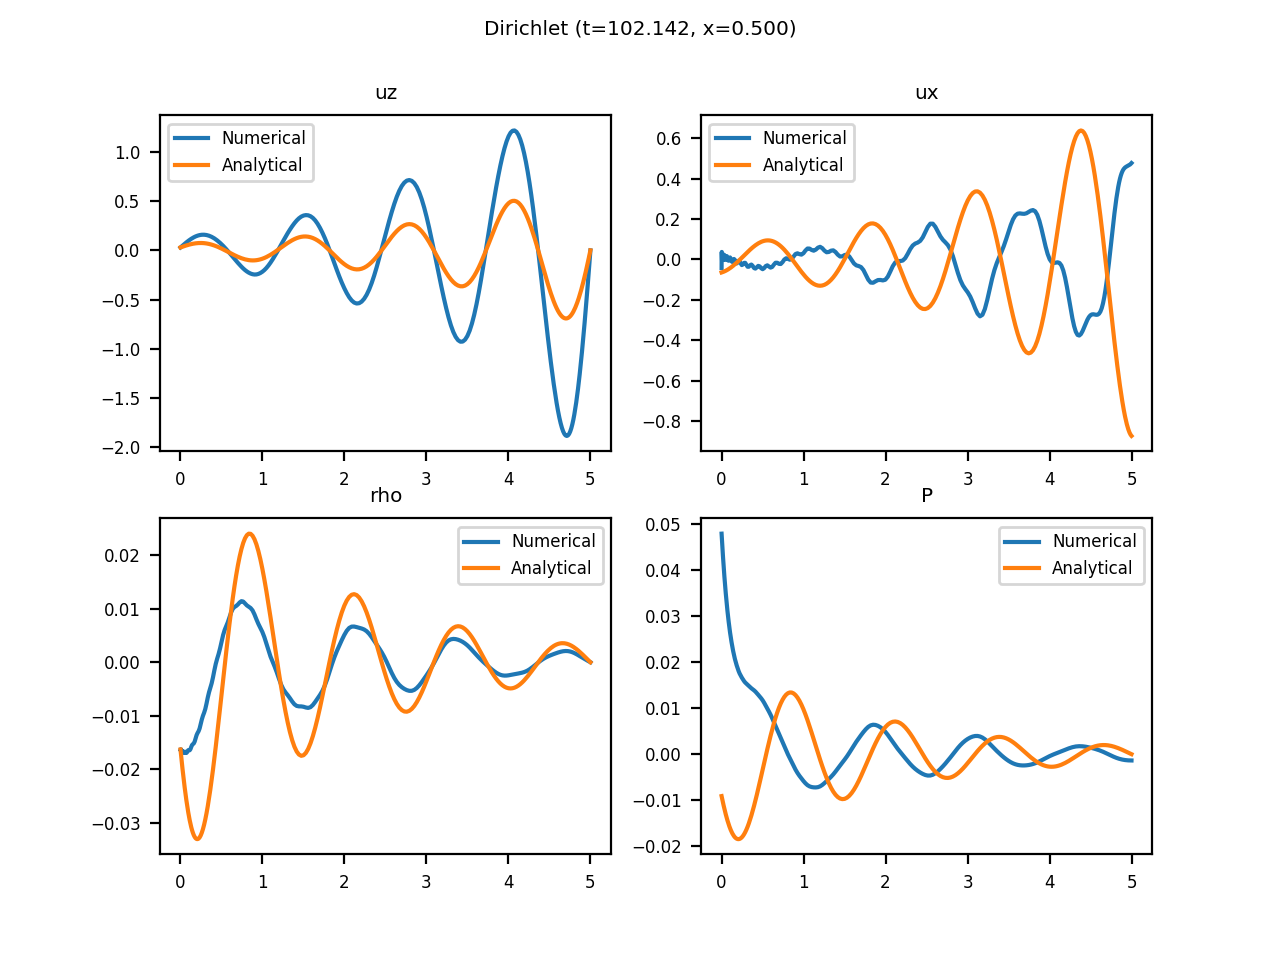 Dirichlet (t=102.142, x=0.500)
uz
Numerical
Analytical
1.0
0.5
0.0
−0.5
−1.0
−1.5
−2.0
0 1 2 3 4 5
ux
Numerical
Analytical
0.6
0.4
0.2
0.0
−0.2
−0.4
−0.6
−0.8
0 1 2 3 4 5
rho
Numerical
Analytical
0.02
0.01
0.00
−0.01
−0.02
−0.03
0 1 2 3 4 5
P
Numerical
Analytical
0.05
0.04
0.03
0.02
0.01
0.00
−0.01
−0.02
0 1 2 3 4 5